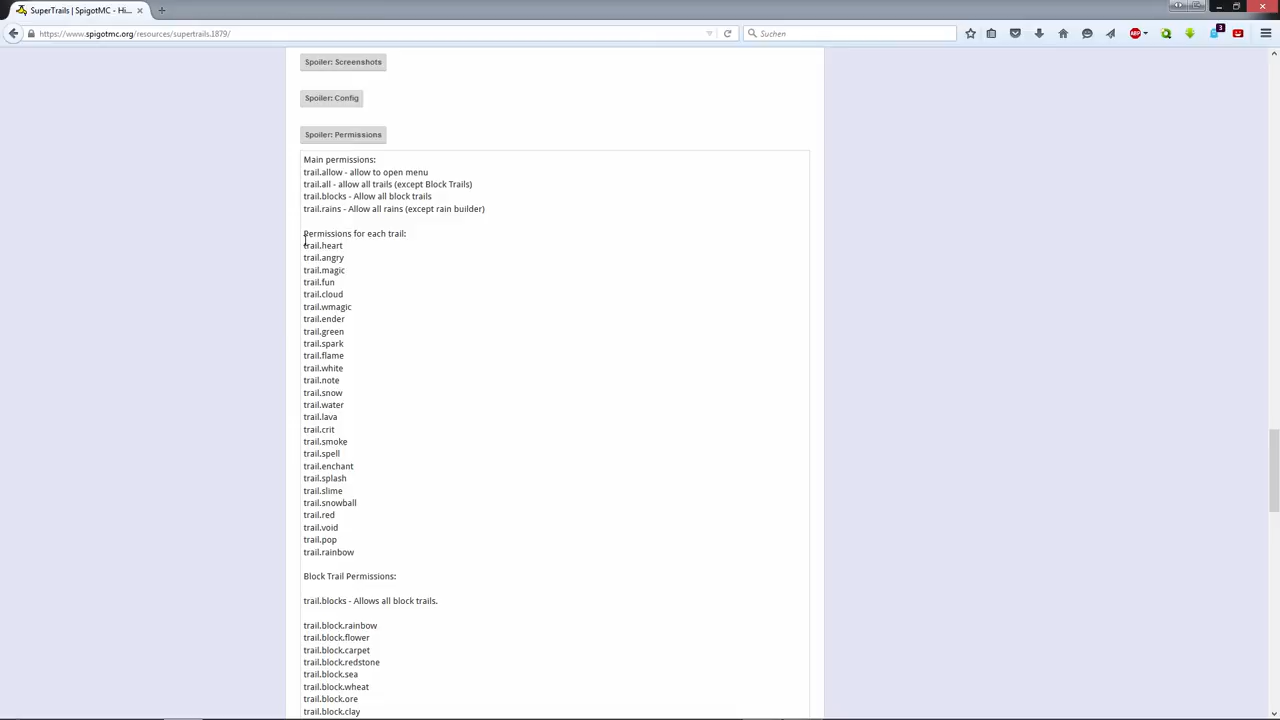 SuperTrails | SpigotMC - Hi...
https://www.spigotmc.org/resources/supertrails.1879/
Suchen
ABP
3
Spoiler: Screenshots
Spoiler: Config
Spoiler: Permissions
Main permissions:
trail.allow - allow to open menu
trail.all - allow all trails (except Block Trails)
trail.blocks - Allow all block trails
trail.rains - Allow all rains (except rain builder)
Permissions for each trail:
trail.heart
trail.angry
trail.magic
trail.fun
trail.cloud
trail.wmagic
trail.ender
trail.green
trail.spark
trail.flame
trail.white
trail.note
trail.snow
trail.water
trail.lava
trail.crit
trail.smoke
trail.spell
trail.enchant
trail.splash
trail.slime
trail.snowball
trail.red
trail.void
trail.pop
trail.rainbow
Block Trail Permissions:
trail.blocks - Allows all block trails.
trail.block.rainbow
trail.block.flower
trail.block.carpet
trail.block.redstone
trail.block.sea
trail.block.wheat
trail.block.ore
trail.block.clay